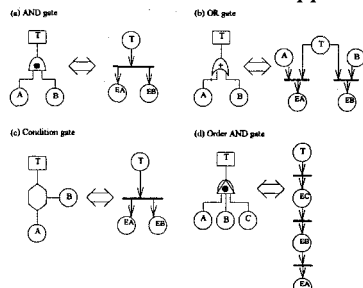 (a) AND gate
T
T
A
B
EA
EB
(b) OR gate
T
+
A
B
A
T
B
EA
EB
(c) Condition gate
T
B
A
T
EA
EB
(d) Order AND gate
T
A
B
C
T
EC
EB
EA